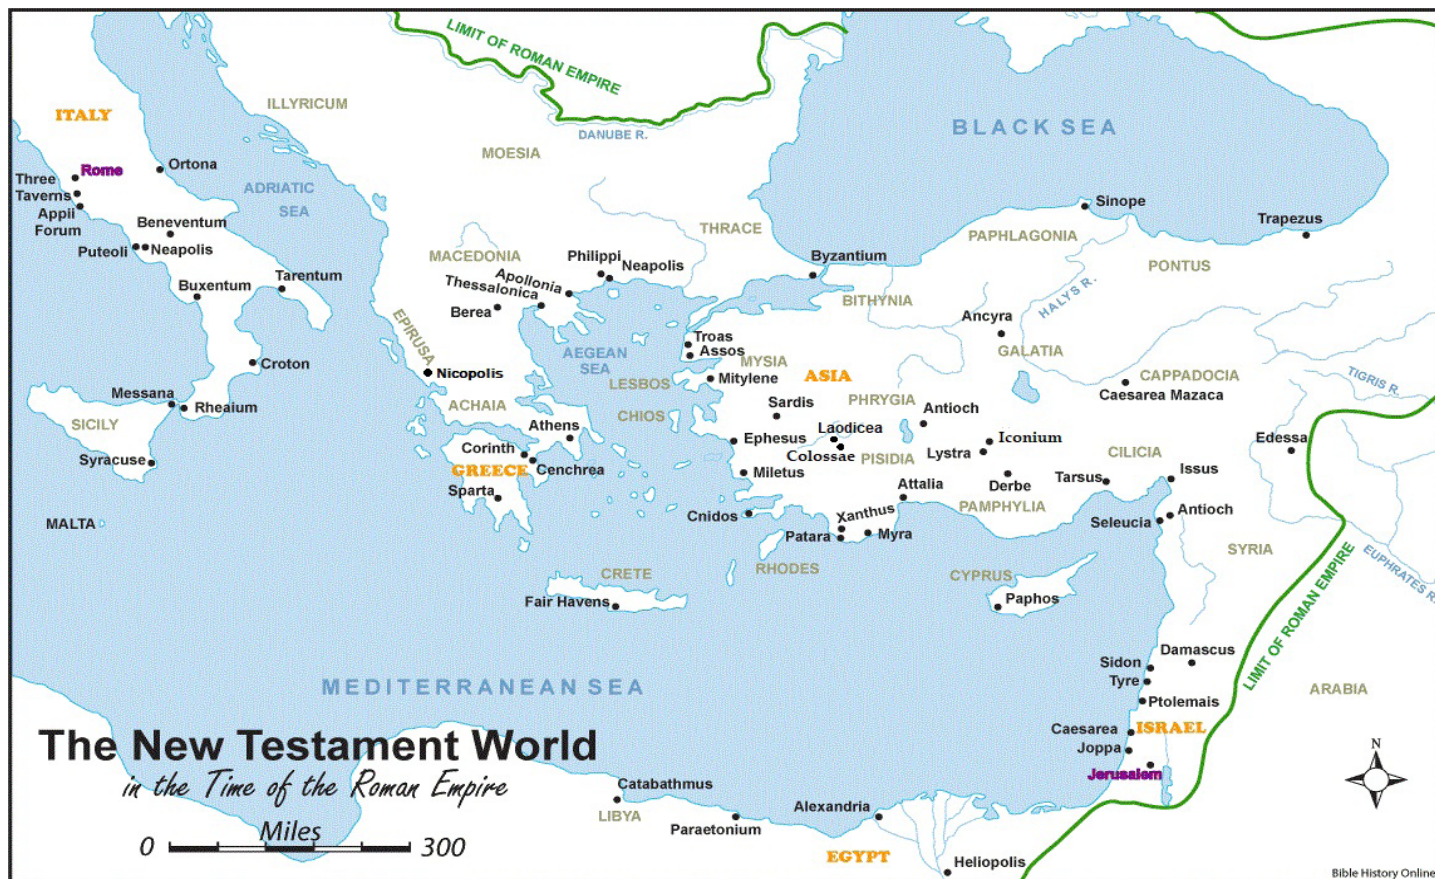 LIMIT OF ROMAN EMPIRE
ITALY
ILLYRICUM
DANUBE R.
BLACK SEA
MOESIA
Rome
Ortona
Three
Taverns
Appii
Forum
ADRIATIC
SEA
Beneventum
Puteoli
Neapolis
THRACE
Sinope
Trapezus
PAPHLAGONIA
PONTUS
MACEDONIA
Philippi
Neapolis
Byzantium
Buxentum
Tarentum
Apollonia
Thessalonica
Berea
BITHYNIA
HALYS R.
Ancyra
GALATIA
EPIRUSA
Croton
AEGEAN
SEA
Troas
Assos
MYSIA
Nicopolis
LESBOS
Mitylene
ASIA
CAPPADOCIA
Caesarea Mazaca
TIGRIS R.
Messana
Rheaium
SICILY
Syracuse
ACHAIA
CHIOS
Sardis
PHRYGIA
Antioch
Athens
Corinth
GREECE
Cenchrea
Sparta
Ephesus
Laodicea
Colossae
PISIDIA
Lystra
Iconium
Derbe
CILICIA
Tarsus
Issus
Edessa
Miletus
Attalia
PAMPHYLIA
MALTA
Cnidos
Xanthus
Patara
Myra
Seleucia
Antioch
SYRIA
EUPHRATES R.
CRETE
RHODES
CYPRUS
Fair Havens
Paphos
LIMIT OF ROMAN EMPIRE
MEDITERRANEAN SEA
Damascus
Sidon
Tyre
Ptolemais
ARABIA
Caesarea
ISRAEL
Joppa
Jerusalem
N
The New Testament World
in the Time of the Roman Empire
Miles
0 300
Catabathmus
LIBYA
Paraetonium
Alexandria
EGYPT
Heliopolis
Bible History Online